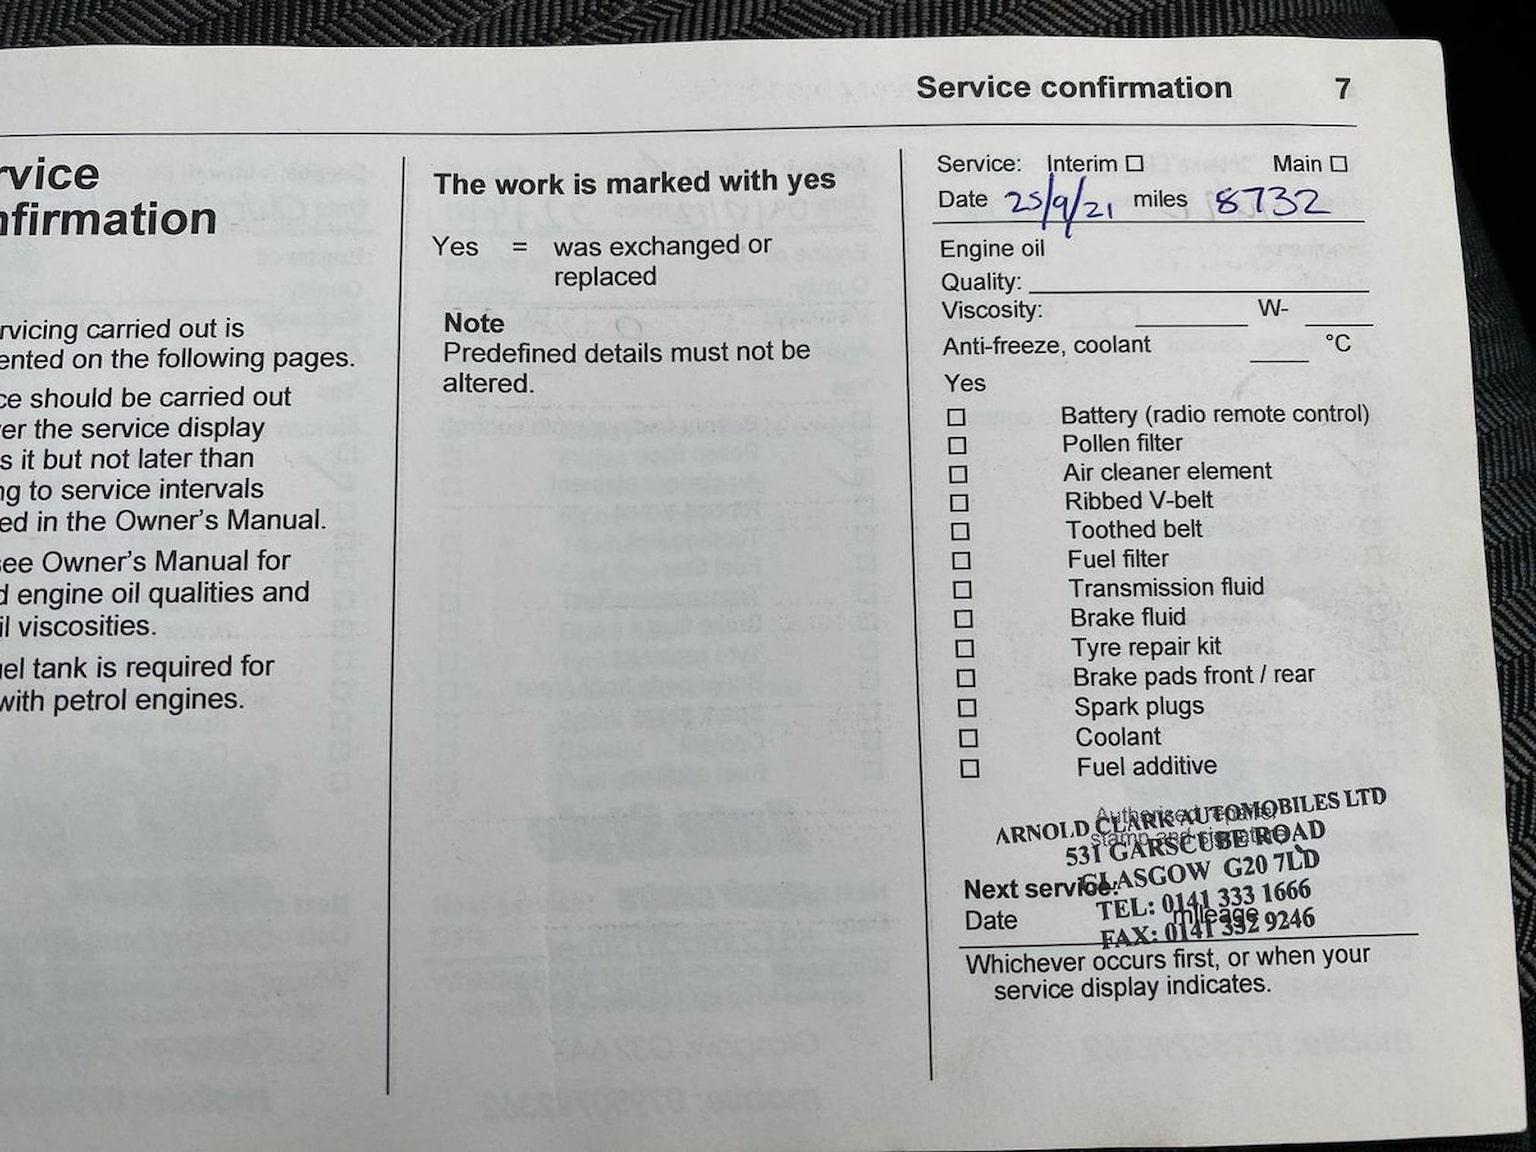 Service confirmation 7
rvice
nfirmation
rvicing carried out is
ented on the following pages.
ce should be carried out
er the service display
s it but not later than
ng to service intervals
ed in the Owner's Manual.
see Owner's Manual for
d engine oil qualities and
il viscosities.
uel tank is required for
with petrol engines.
The work is marked with yes
Yes = was exchanged or
replaced
Note
Predefined details must not be
altered.
Service: Interim ☐ Main ☐
Date 25/9/21 miles 8732
Engine oil
Quality:
Viscosity: W-
Anti-freeze, coolant °C
Yes
☐ Battery (radio remote control)
☐ Pollen filter
☐ Air cleaner element
☐ Ribbed V-belt
☐ Toothed belt
☐ Fuel filter
☐ Transmission fluid
☐ Brake fluid
☐ Tyre repair kit
☐ Brake pads front / rear
☐ Spark plugs
☐ Coolant
☐ Fuel additive
Authorised repairer
stamp and signature
ARNOLD CLARK AUTOMOBILES LTD
531 GARSCUBE ROAD
GLASGOW G20 7LD
TEL: 0141 333 1666
FAX: 0141 332 9246
Next service:
Date mileage
Whichever occurs first, or when your
service display indicates.